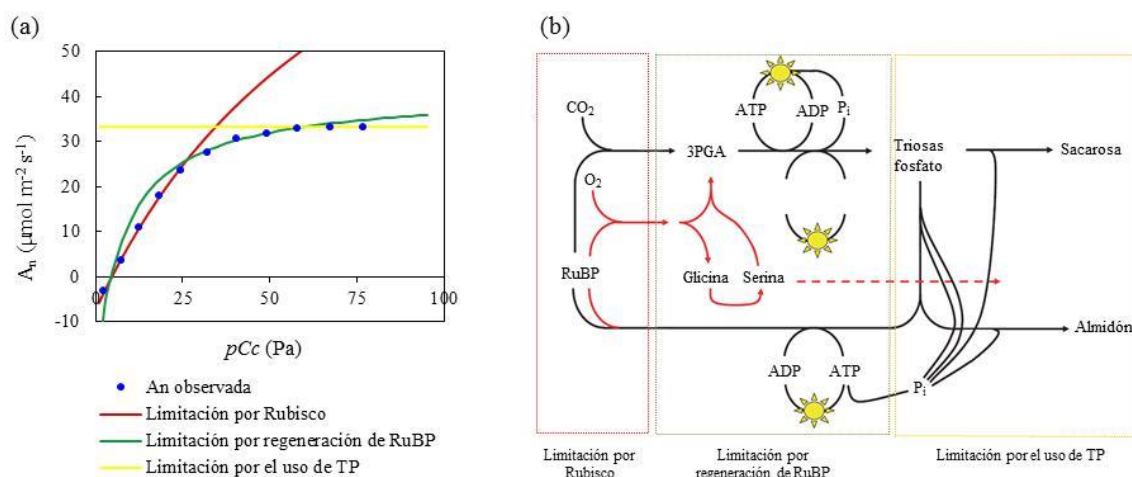 (a)
50
40
30
20
10
0
-10
0
25
50
75
100
Aₙ (µmol m⁻² s⁻¹)
pCc (Pa)
An observada
Limitación por Rubisco
Limitación por regeneración de RuBP
Limitación por el uso de TP
(b)
CO₂
O₂
RuBP
3PGA
Glicina
Serina
ATP
ADP
Pᵢ
Triosas
fosfato
Sacarosa
Almidón
ADP
ATP
Pᵢ
Limitación por
Rubisco
Limitación por
regeneración de RuBP
Limitación por el uso de TP